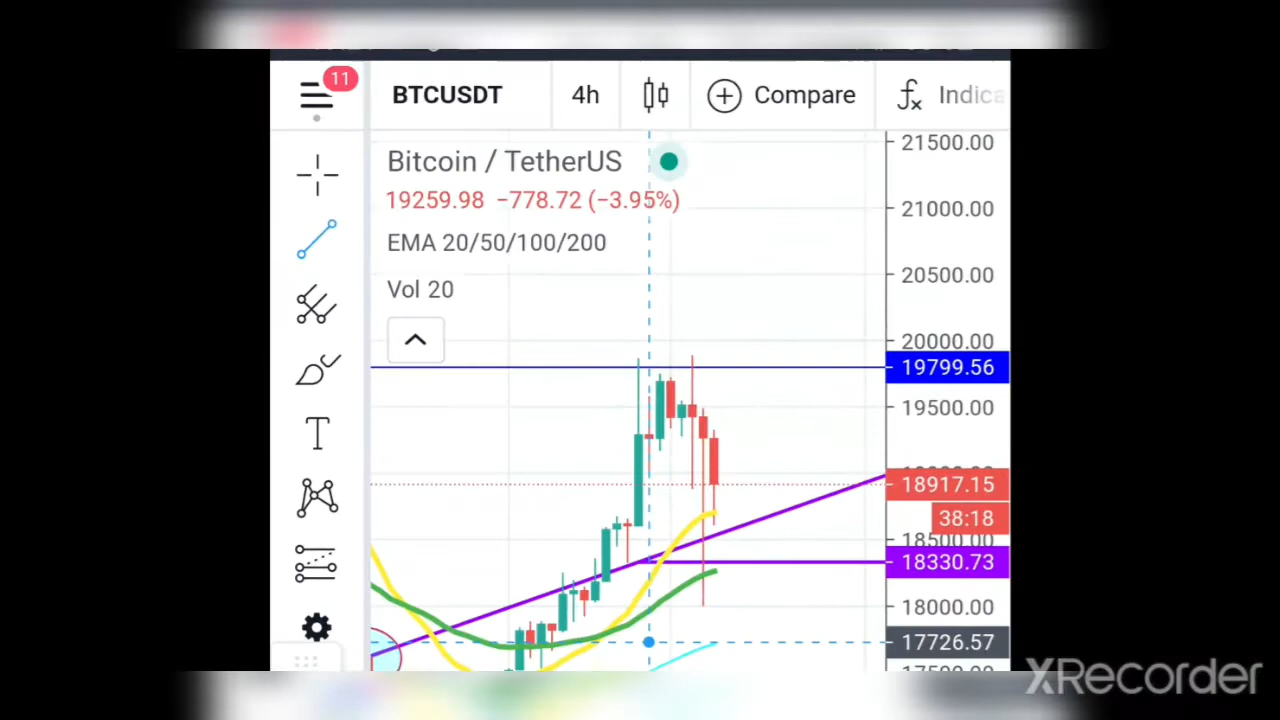 11
BTCUSDT 4h Compare
Bitcoin / TetherUS
19259.98 −778.72 (−3.95%)
EMA 20/50/100/200
Vol 20
T
21500.00
21000.00
20500.00
20000.00
19799.56
19500.00
18917.15
38:18
18500.00
18330.73
18000.00
17726.57
XRecorder